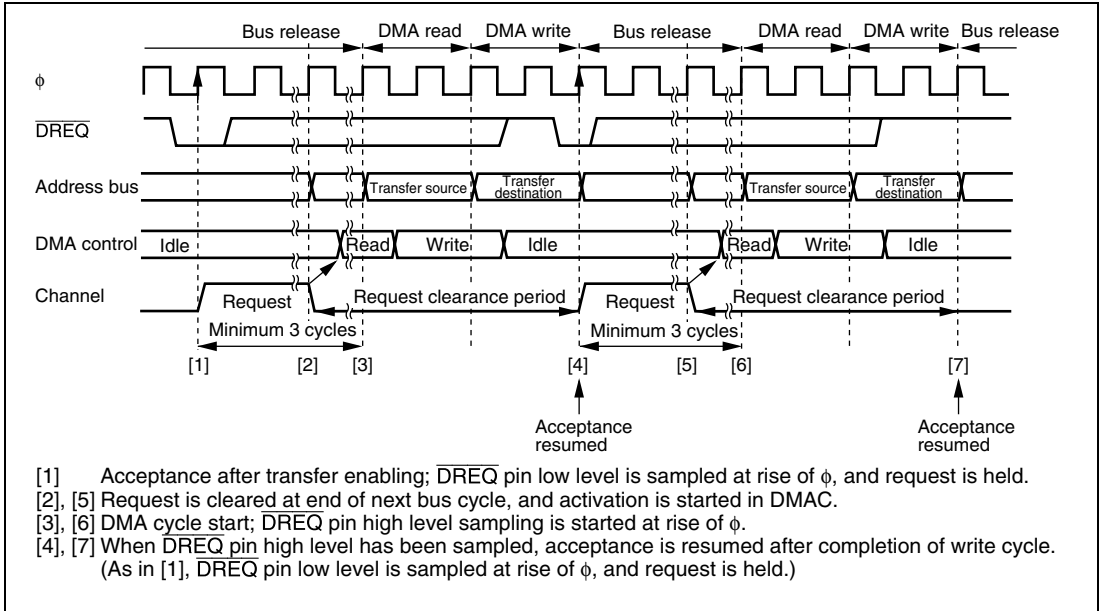 Bus release DMA read DMA write Bus release DMA read DMA write Bus release
ϕ
DREQ
Address bus Transfer source Transfer destination Transfer source Transfer destination
DMA control Idle Read Write Idle Read Write Idle
Channel Request Request clearance period Request Request clearance period
Minimum 3 cycles Minimum 3 cycles
[1] [2] [3] [4] [5] [6] [7]
Acceptance resumed Acceptance resumed
[1] Acceptance after transfer enabling; DREQ pin low level is sampled at rise of ϕ, and request is held.
[2], [5] Request is cleared at end of next bus cycle, and activation is started in DMAC.
[3], [6] DMA cycle start; DREQ pin high level sampling is started at rise of ϕ.
[4], [7] When DREQ pin high level has been sampled, acceptance is resumed after completion of write cycle.
(As in [1], DREQ pin low level is sampled at rise of ϕ, and request is held.)